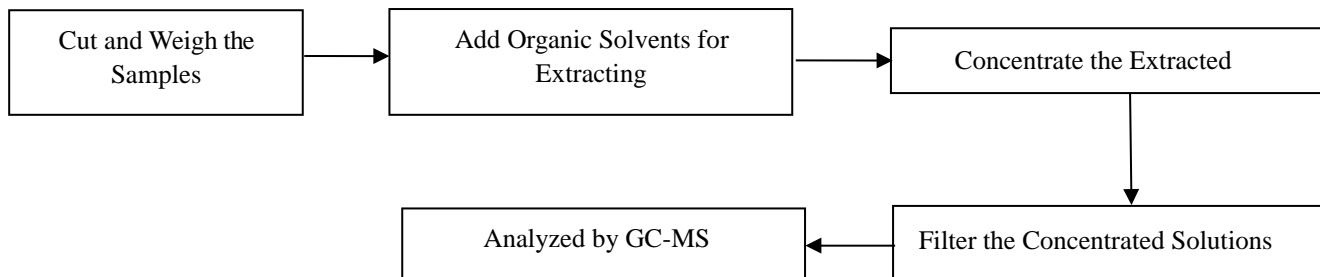 Cut and Weigh the
Samples
Add Organic Solvents for
Extracting
Concentrate the Extracted
Filter the Concentrated Solutions
Analyzed by GC-MS